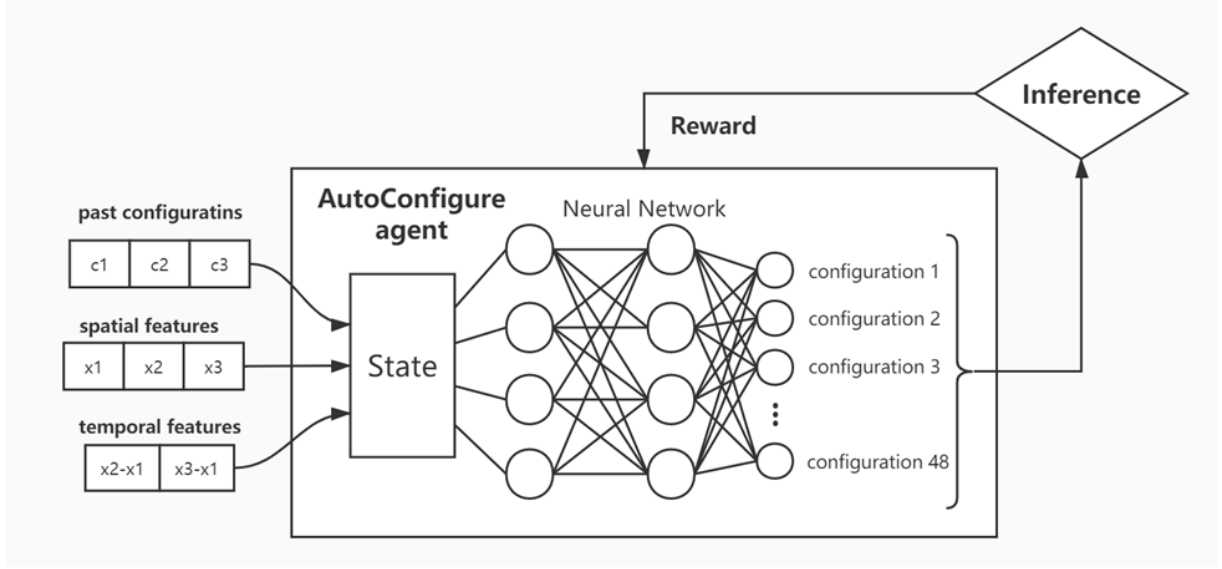 Inference
Reward
AutoConfigure
agent
Neural Network
past configuratins
c1 c2 c3
spatial features
x1 x2 x3
temporal features
x2-x1 x3-x1
State
configuration 1
configuration 2
configuration 3
configuration 48